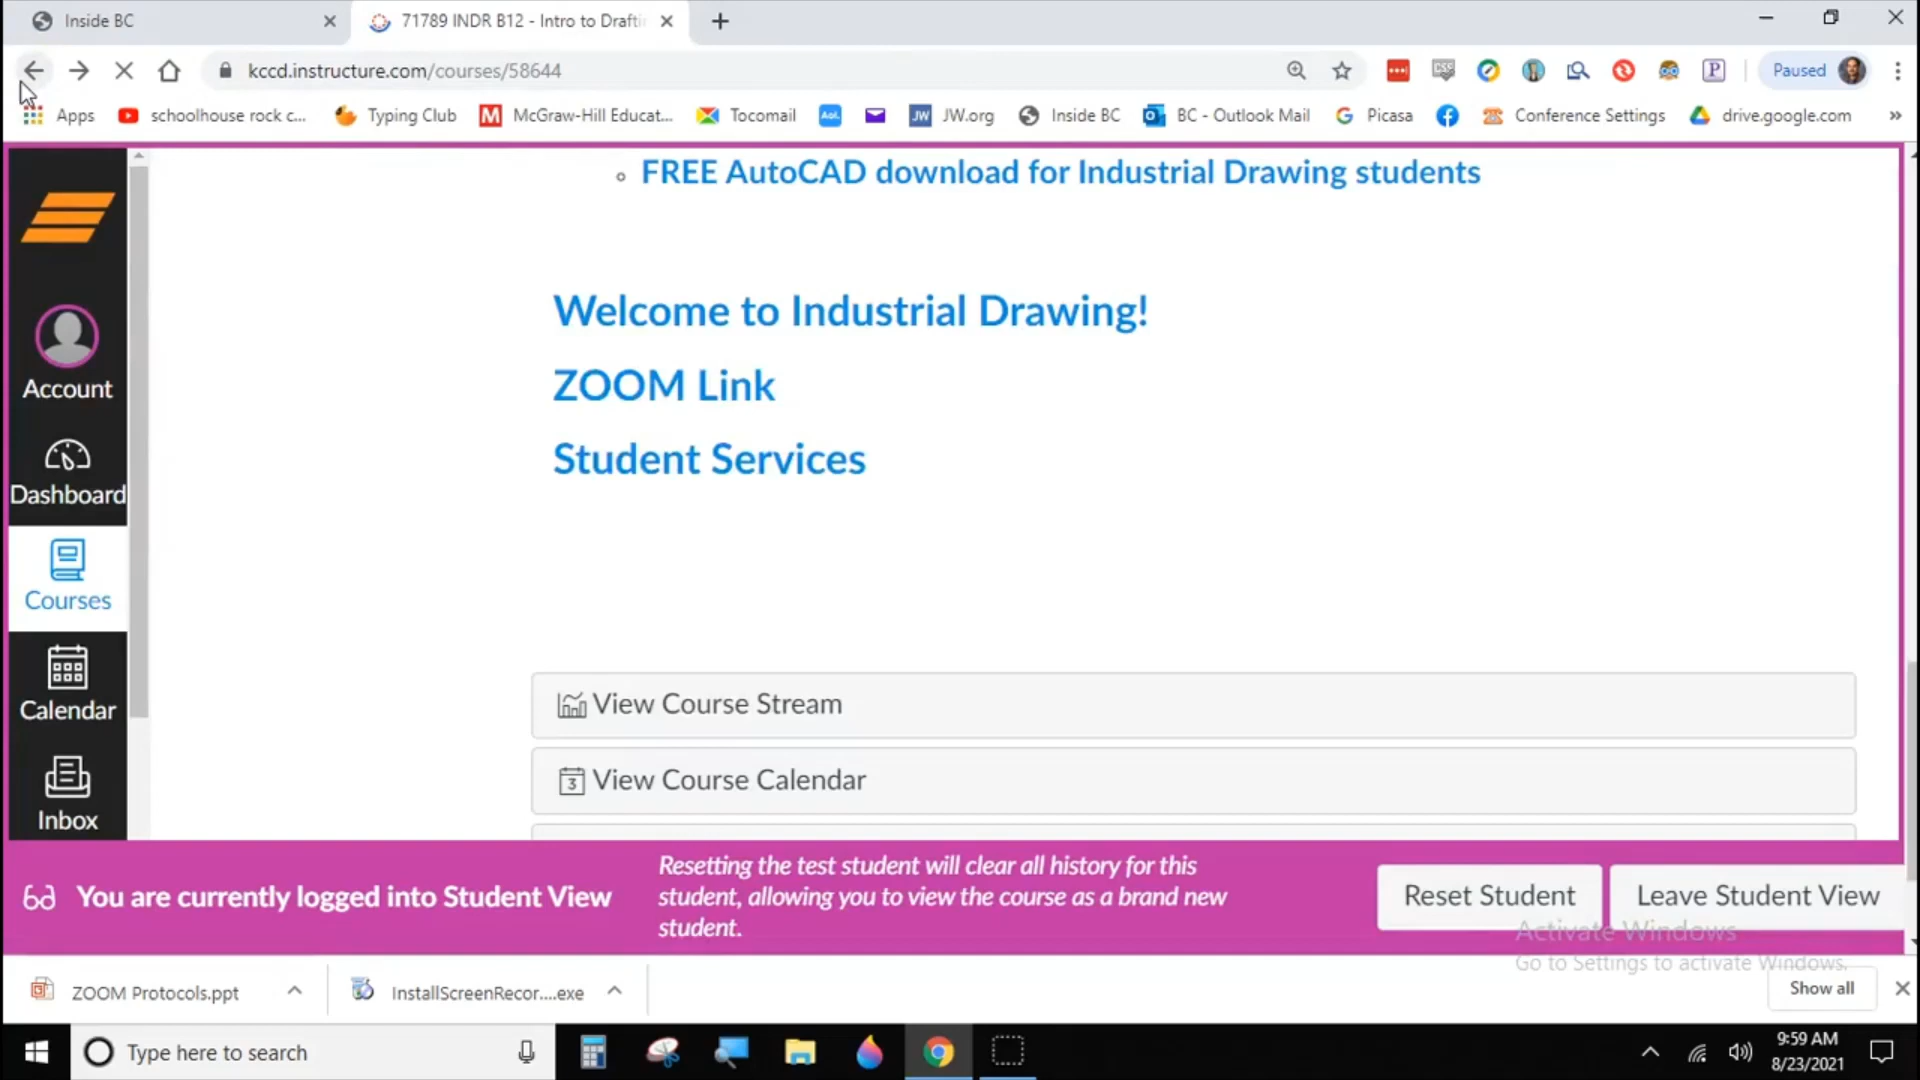 Inside BC
71789 INDR B12 - Intro to Drafti
kccd.instructure.com/courses/58644
CSS
P
Paused
Apps
schoolhouse rock c...
Typing Club
M
McGraw-Hill Educat...
Tocomail
Aol.
JW
JW.org
Inside BC
BC - Outlook Mail
G
Picasa
Conference Settings
drive.google.com
»
FREE AutoCAD download for Industrial Drawing students
Welcome to Industrial Drawing!
ZOOM Link
Student Services
Account
Dashboard
Courses
Calendar
Inbox
View Course Stream
3
View Course Calendar
You are currently logged into Student View
Resetting the test student will clear all history for this
student, allowing you to view the course as a brand new
student.
Reset Student
Leave Student View
Activate Windows
Go to Settings to activate Windows.
ZOOM Protocols.ppt
InstallScreenRecor....exe
Show all
Type here to search
9:59 AM
8/23/2021